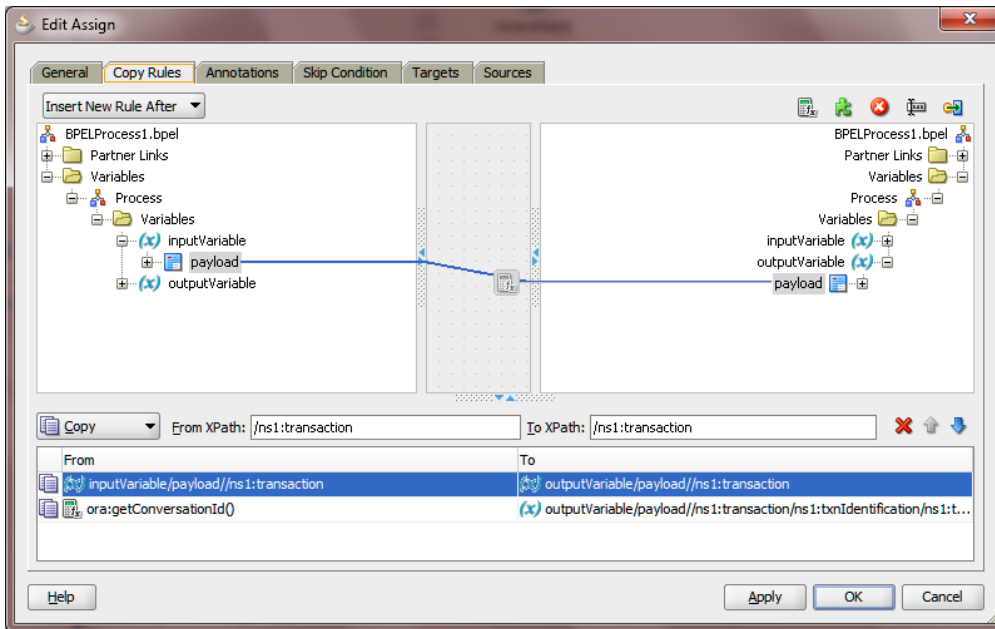 Edit Assign
General Copy Rules Annotations Skip Condition Targets Sources
Insert New Rule After
BPELProcess1.bpel
Partner Links
Variables
Process
Variables
(x) inputVariable
payload
(x) outputVariable
BPELProcess1.bpel
Partner Links
Variables
Process
Variables
inputVariable (x)
outputVariable (x)
payload
Copy From XPath: /ns1:transaction To XPath: /ns1:transaction
From To
inputVariable/payload//ns1:transaction outputVariable/payload//ns1:transaction
ora:getConversationId() (x) outputVariable/payload//ns1:transaction/ns1:txnIdentification/ns1:t...
Help Apply OK Cancel